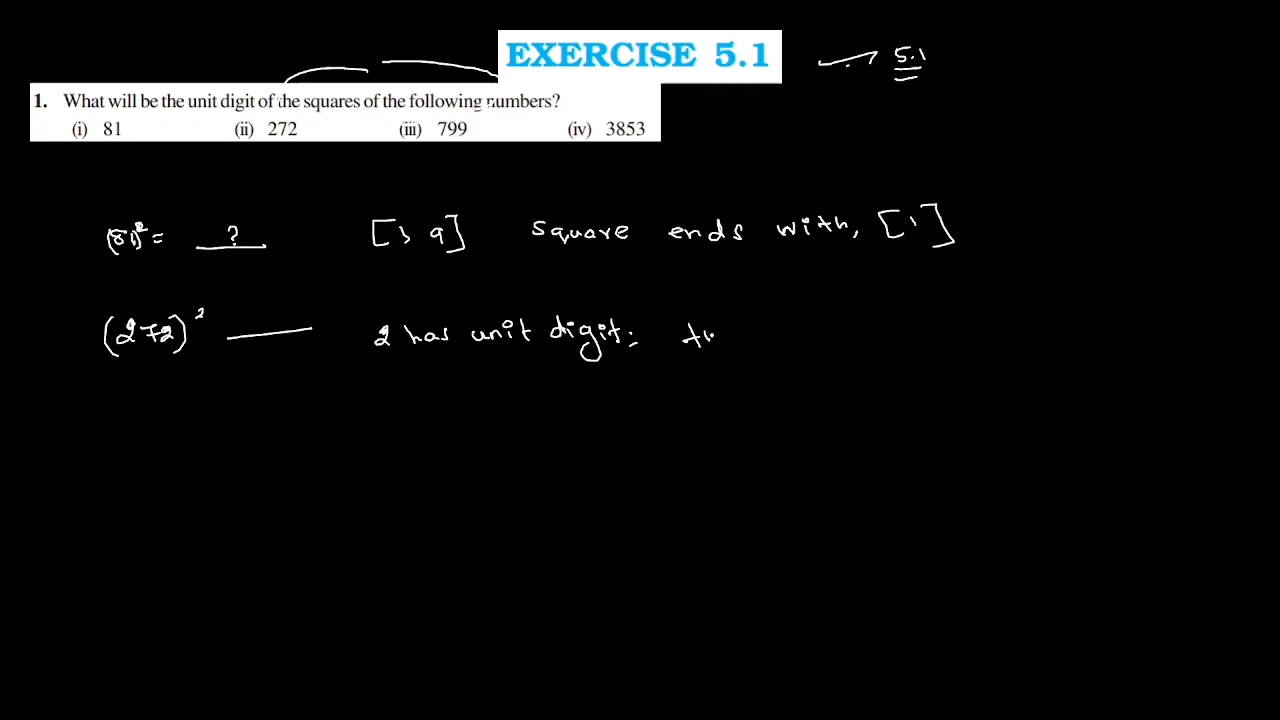 EXERCISE 5.1
5.1
1. What will be the unit digit of the squares of the following numbers?
(i) 81 (ii) 272 (iii) 799 (iv) 3853
(81)² = ? [1, 9] square ends with, [1]
(272)² 2 has unit digit: